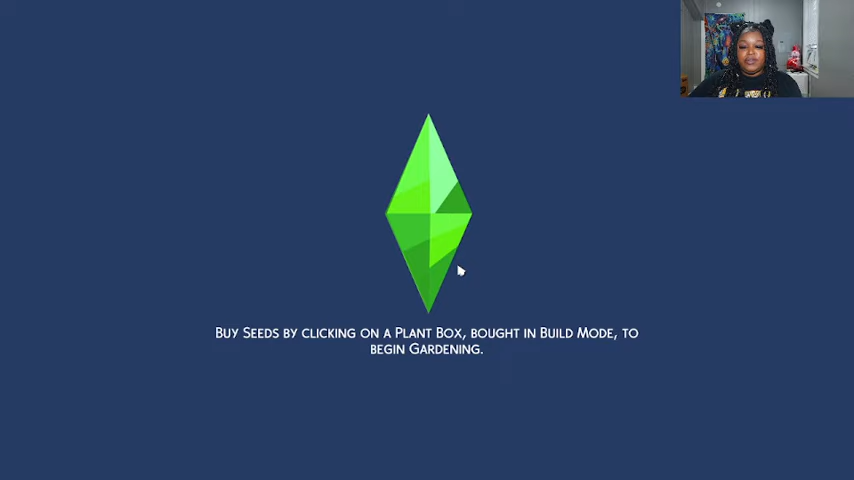 Buy Seeds by clicking on a Plant Box, bought in Build Mode, to
begin Gardening.